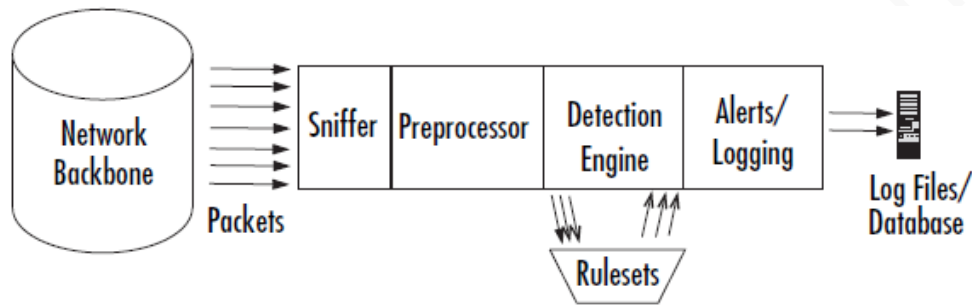 Network
Backbone
Packets
Sniffer
Preprocessor
Detection
Engine
Alerts/
Logging
Rulesets
Log Files/
Database